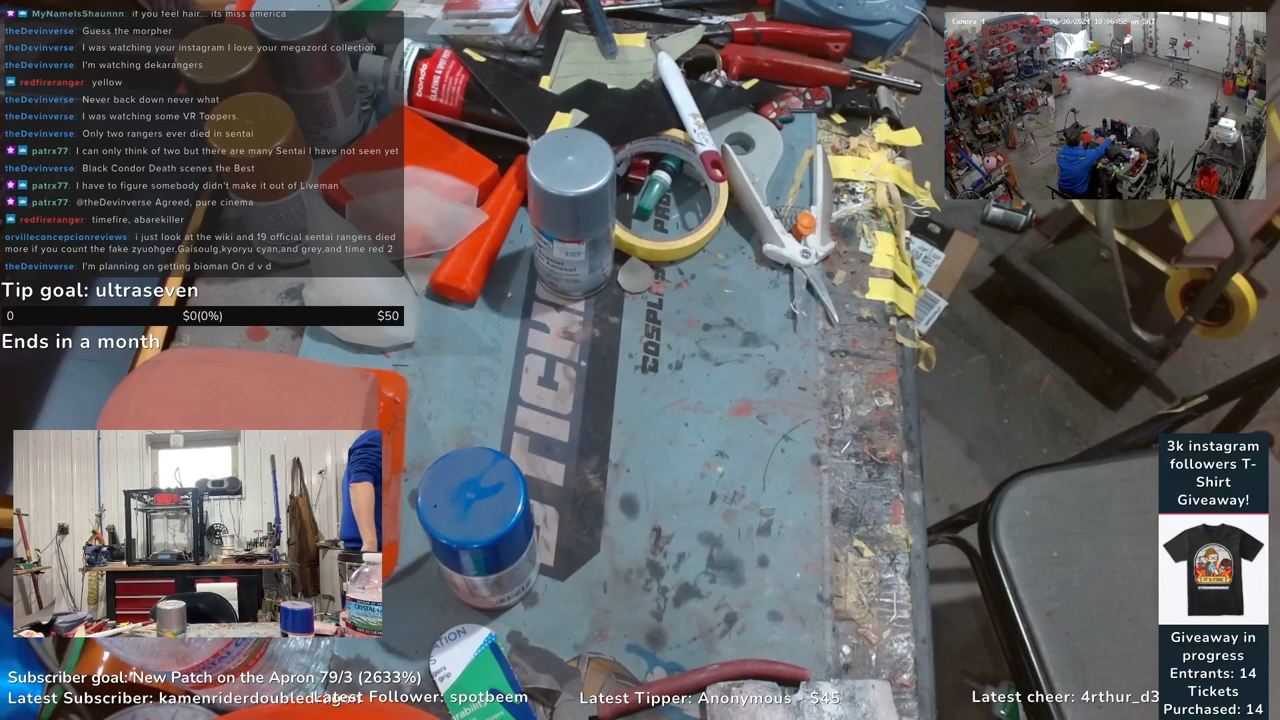 MyNameIsShaunnn: if you feel hair... its miss america
theDevinverse: Guess the morpher
theDevinverse: I was watching your instagram I love your megazord collection
theDevinverse: I'm watching dekarangers
redfireranger: yellow
theDevinverse: Never back down never what
theDevinverse: I was watching some VR Toopers.
theDevinverse: Only two rangers ever died in sentai
patrx77: I can only think of two but there are many Sentai I have not seen yet
theDevinverse: Black Condor Death scenes the Best
patrx77: I have to figure somebody didn't make it out of Liveman
patrx77: @theDevinverse Agreed, pure cinema
redfireranger: timefire, abarekiller
orvilleconcepcionreviews: i just look at the wiki and 19 official sentai rangers died
more if you count the fake zyuohger,Gaisoulg,kyoryu cyan,and grey,and time red 2
theDevinverse: I'm planning on getting bioman On d v d
Tip goal: ultraseven
0 $0(0%) $50
Ends in a month
Camera 4
bondo
STICK
COSPL
3k instagram
followers T-
Shirt
Giveaway!
Giveaway in
progress
Entrants: 14
Tickets
Purchased: 14
CRYSTAL
Subscriber goal: New Patch on the Apron 79/3 (2633%)
Latest Subscriber: kamenriderdoubled
Latest Follower: spotbeem
Latest Tipper: Anonymous - $45
Latest cheer: 4rthur_d3